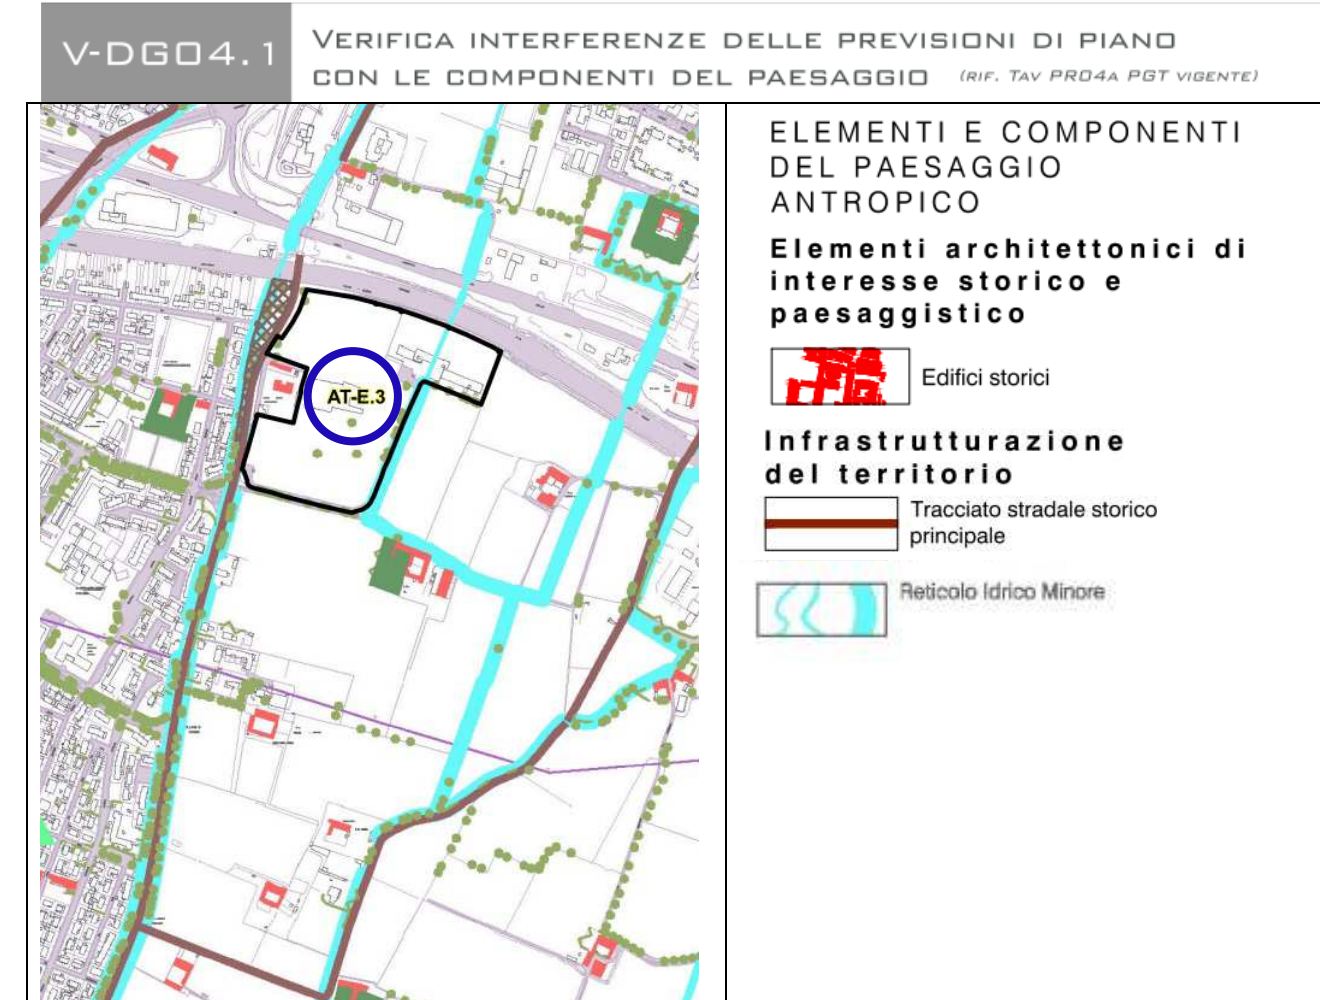 V-DG04.1
VERIFICA INTERFERENZE DELLE PREVISIONI DI PIANO
CON LE COMPONENTI DEL PAESAGGIO (RIF. TAV PR04A PGT VIGENTE)
ELEMENTI E COMPONENTI
DEL PAESAGGIO
ANTROPICO
Elementi architettonici di
interesse storico e
paesaggistico
Edifici storici
Infrastrutturazione
del territorio
Tracciato stradale storico
principale
Reticolo Idrico Minore
AT-E.3